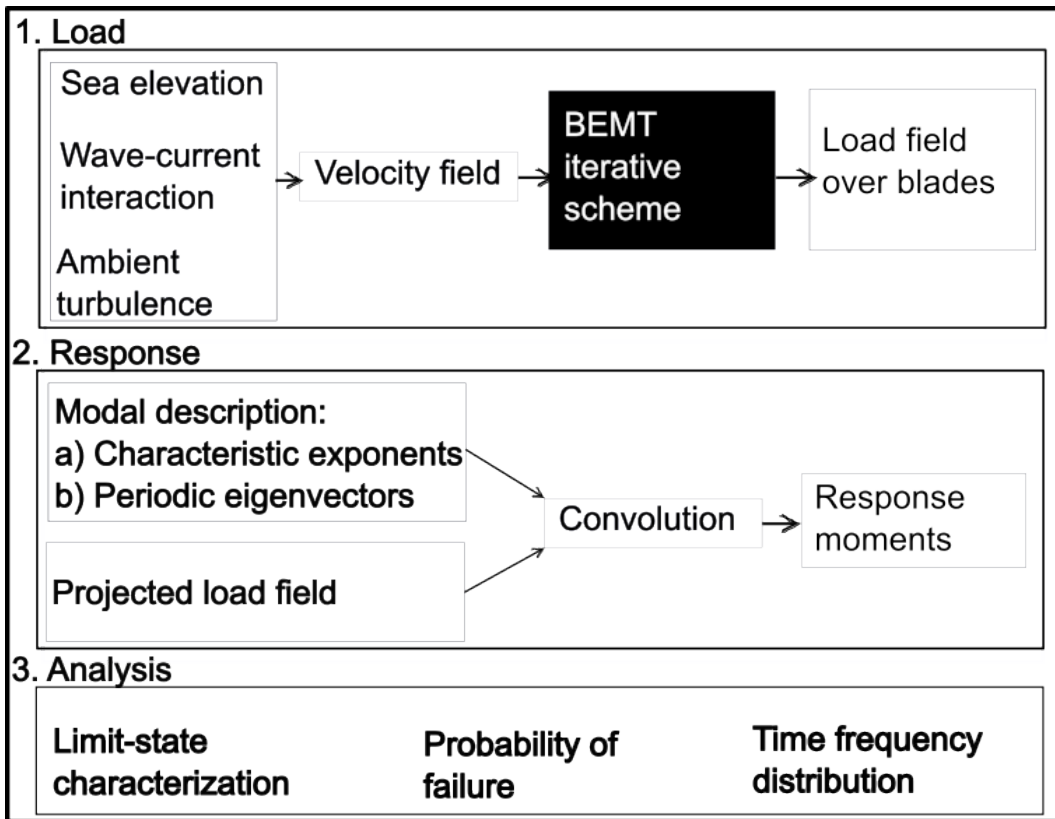 1. Load
Sea elevation
Wave-current
interaction
Ambient
turbulence
Velocity field
BEMT
iterative
scheme
Load field
over blades
2. Response
Modal description:
a) Characteristic exponents
b) Periodic eigenvectors
Projected load field
Convolution
Response
moments
3. Analysis
Limit-state
characterization
Probability of
failure
Time frequency
distribution